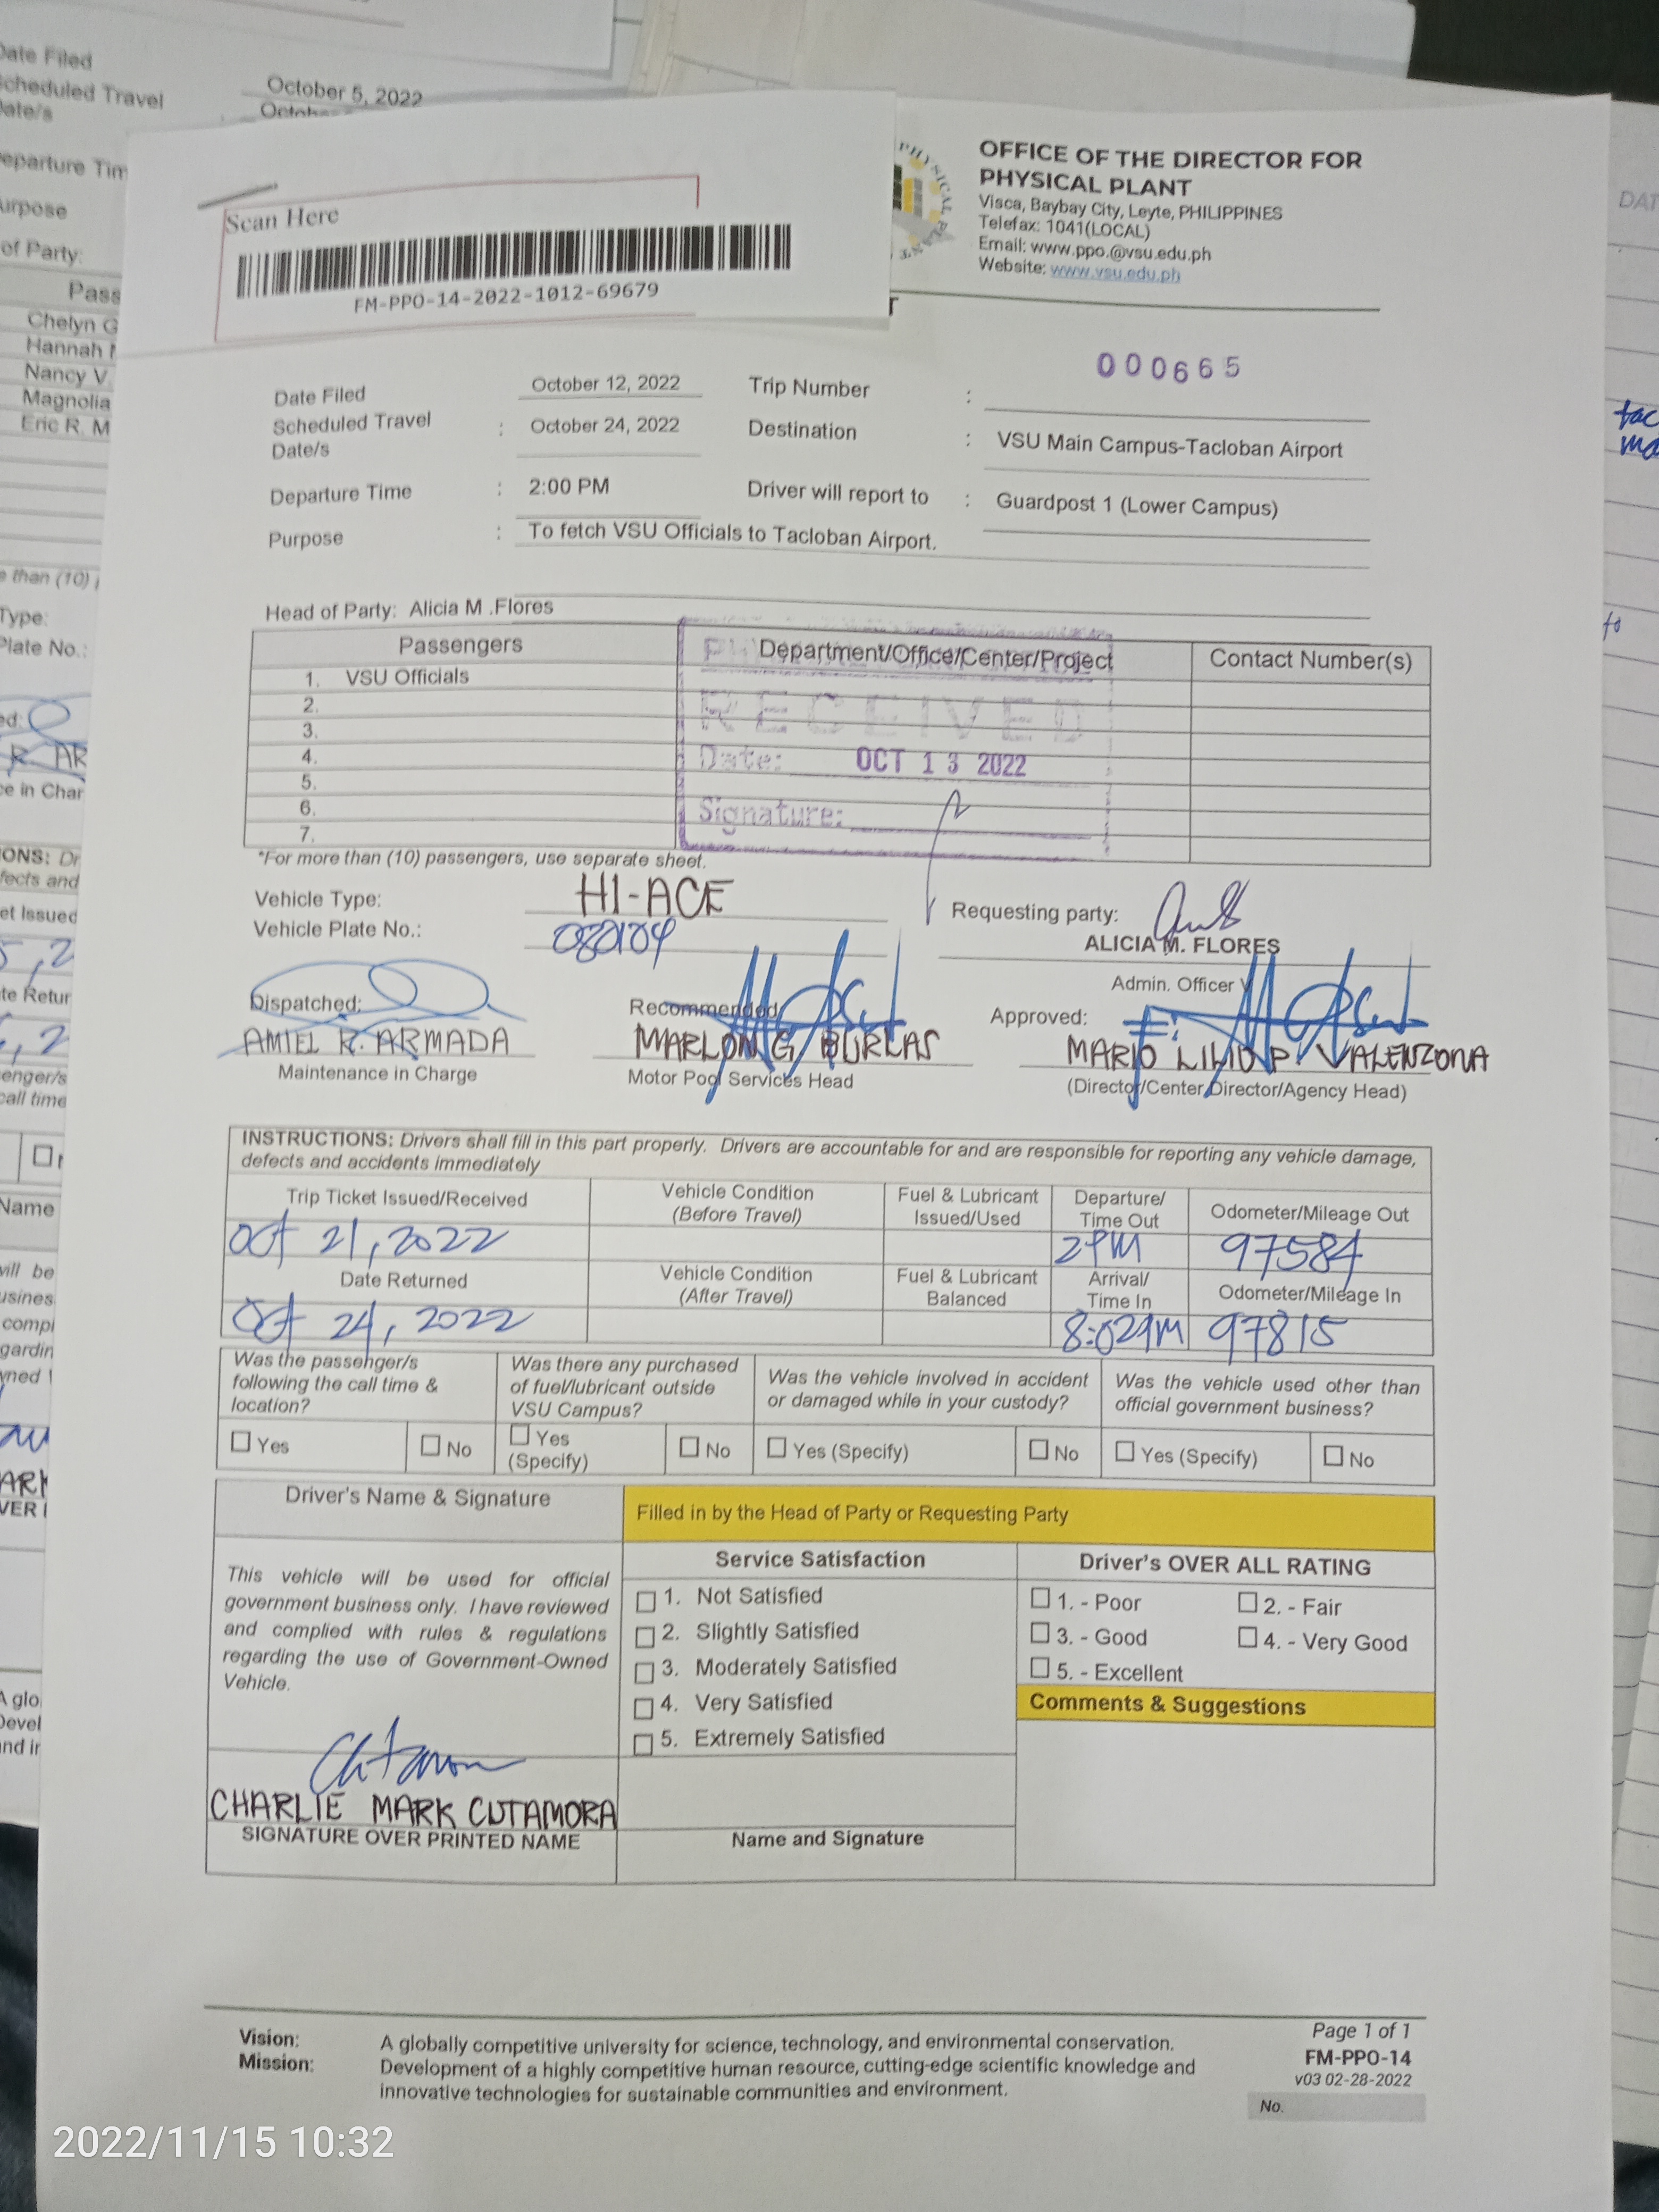 Date Filed
Scheduled Travel
Date/s
October 5, 2022
Purpose
of Party:
Chelyn G
Nancy V.
Magnolia
Eric R. M
Scan Here
FM-PPO-14-2022-1012-69679
OFFICE OF THE DIRECTOR FOR
PHYSICAL PLANT
Visca, Baybay City, Leyte, PHILIPPINES
Telefax: 1041(LOCAL)
Email: www.ppo.@vsu.edu.ph
Website: www.vsu.edu.ph
000665
Date Filed October 12, 2022 Trip Number :
Scheduled Travel Date/s : October 24, 2022 Destination : VSU Main Campus-Tacloban Airport
Departure Time : 2:00 PM Driver will report to : Guardpost 1 (Lower Campus)
Purpose : To fetch VSU Officials to Tacloban Airport.
Head of Party: Alicia M .Flores
Passengers Department/Office/Center/Project Contact Number(s)
1. VSU Officials
2.
3.
4.
5.
6.
7.
RECEIVED
Date: OCT 13 2022
Signature:
*For more than (10) passengers, use separate sheet.
Vehicle Type: HI-ACE
Vehicle Plate No.:
Requesting party:
ALICIA M. FLORES
Admin. Officer V
Dispatched: Recommended Approved:
AMIEL R. ARMADA MARLON G. BURLAS MARIO LILIO P. VALENZONA
Maintenance in Charge Motor Pool Services Head (Director/Center Director/Agency Head)
INSTRUCTIONS: Drivers shall fill in this part properly. Drivers are accountable for and are responsible for reporting any vehicle damage,
defects and accidents immediately
Trip Ticket Issued/Received Vehicle Condition (Before Travel) Fuel & Lubricant Issued/Used Departure/ Time Out Odometer/Mileage Out
Oct 21, 2022 2PM 97584
Date Returned Vehicle Condition (After Travel) Fuel & Lubricant Balanced Arrival/ Time In Odometer/Mileage In
Oct 24, 2022 97815
Was the passenger/s following the call time & location?
Was there any purchased of fuel/lubricant outside VSU Campus?
Was the vehicle involved in accident or damaged while in your custody?
Was the vehicle used other than official government business?
Yes No Yes (Specify) No Yes (Specify) No Yes (Specify) No
Driver's Name & Signature
Filled in by the Head of Party or Requesting Party
This vehicle will be used for official
government business only. I have reviewed
and complied with rules & regulations
regarding the use of Government-Owned
Vehicle.
Service Satisfaction
1. Not Satisfied
2. Slightly Satisfied
3. Moderately Satisfied
4. Very Satisfied
5. Extremely Satisfied
Driver's OVER ALL RATING
1. - Poor 2. - Fair
3. - Good 4. - Very Good
5. - Excellent
Comments & Suggestions
CHARLIE MARK CUTAMORA
SIGNATURE OVER PRINTED NAME
Name and Signature
Vision: A globally competitive university for science, technology, and environmental conservation.
Mission: Development of a highly competitive human resource, cutting-edge scientific knowledge and
innovative technologies for sustainable communities and environment.
Page 1 of 1
FM-PPO-14
v03 02-28-2022
No.
2022/11/15 10:32